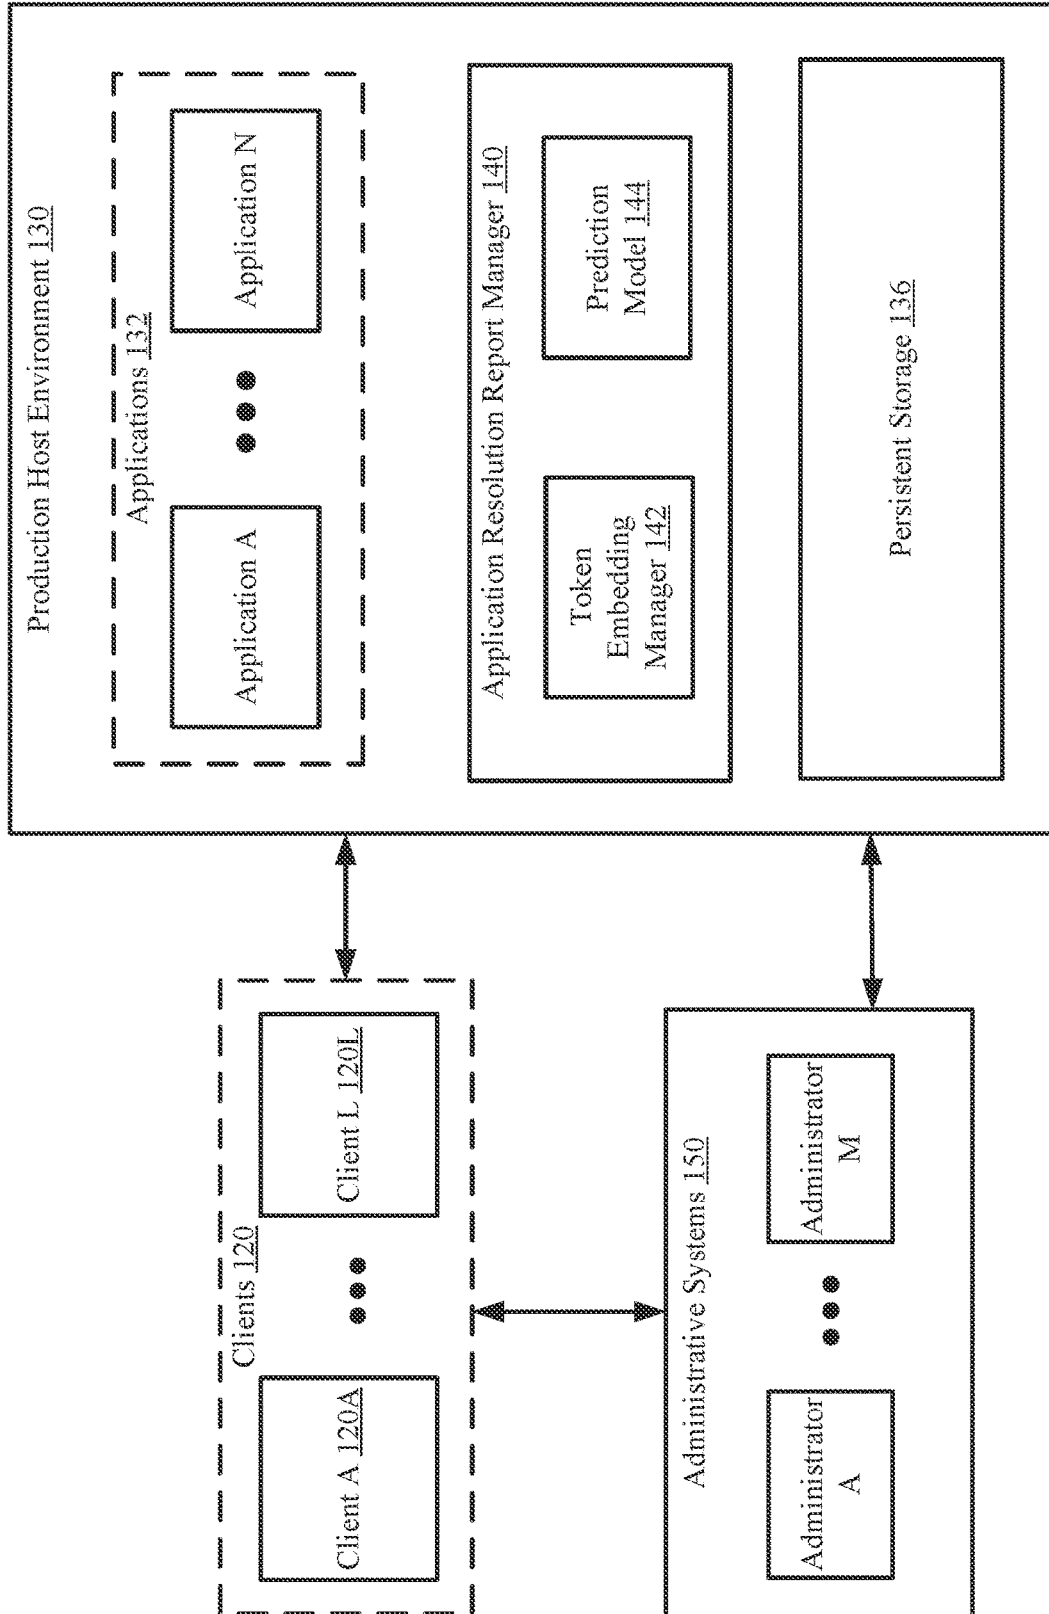 Production Host Environment 130
Applications 132
Application A
Application N
Application Resolution Report Manager 140
Token
Embedding
Manager 142
Prediction
Model 144
Persistent Storage 136
Clients 120
Client A 120A
Client L 120L
Administrative Systems 150
Administrator
A
Administrator
M